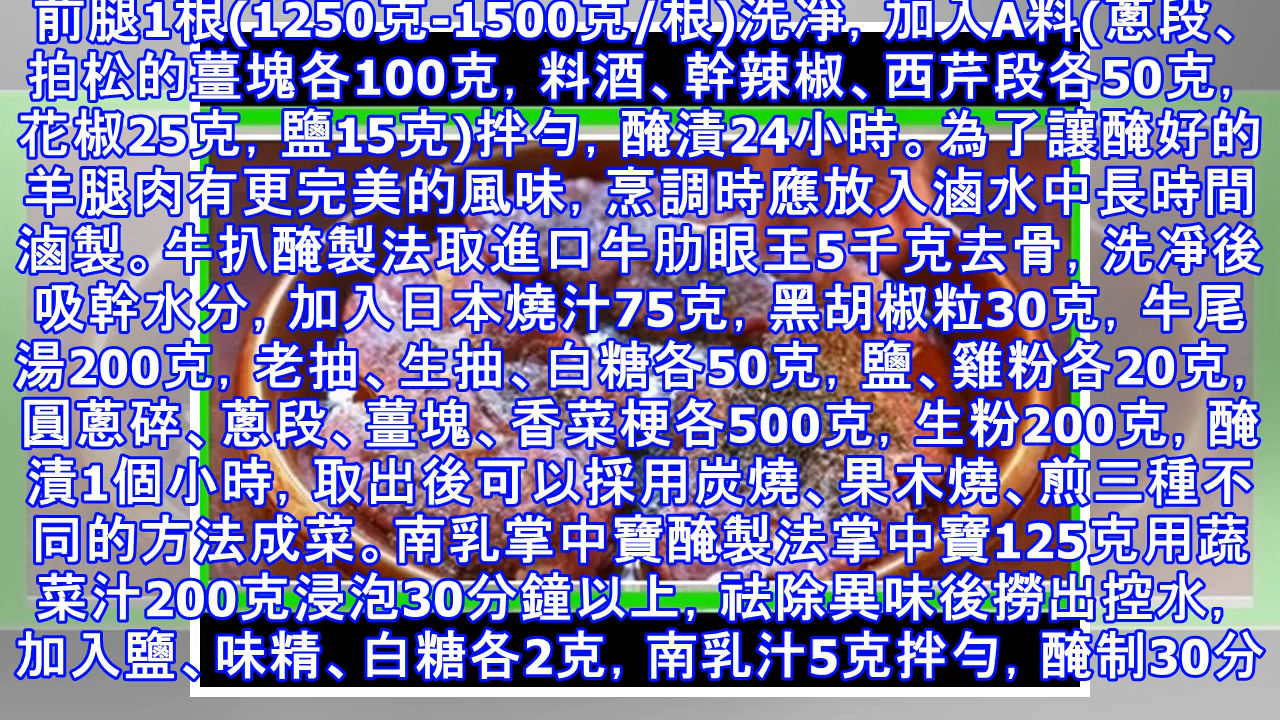 前腿1根(1250克-1500克/根)洗凈, 加入A料(蔥段、
拍松的薑塊各100克, 料酒、幹辣椒、西芹段各50克,
花椒25克, 鹽15克)拌勻, 醃漬24小時。為了讓醃好的
羊腿肉有更完美的風味, 烹調時應放入滷水中長時間
滷製。牛扒醃製法取進口牛肋眼王5千克去骨, 洗凈後
吸幹水分, 加入日本燒汁75克, 黑胡椒粒30克, 牛尾
湯200克, 老抽、生抽、白糖各50克, 鹽、雞粉各20克,
圓蔥碎、蔥段、薑塊、香菜梗各500克, 生粉200克, 醃
漬1個小時, 取出後可以採用炭燒、果木燒、煎三種不
同的方法成菜。南乳掌中寶醃製法掌中寶125克用蔬
菜汁200克浸泡30分鐘以上, 祛除異味後撈出控水,
加入鹽、味精、白糖各2克, 南乳汁5克拌勻, 醃制30分